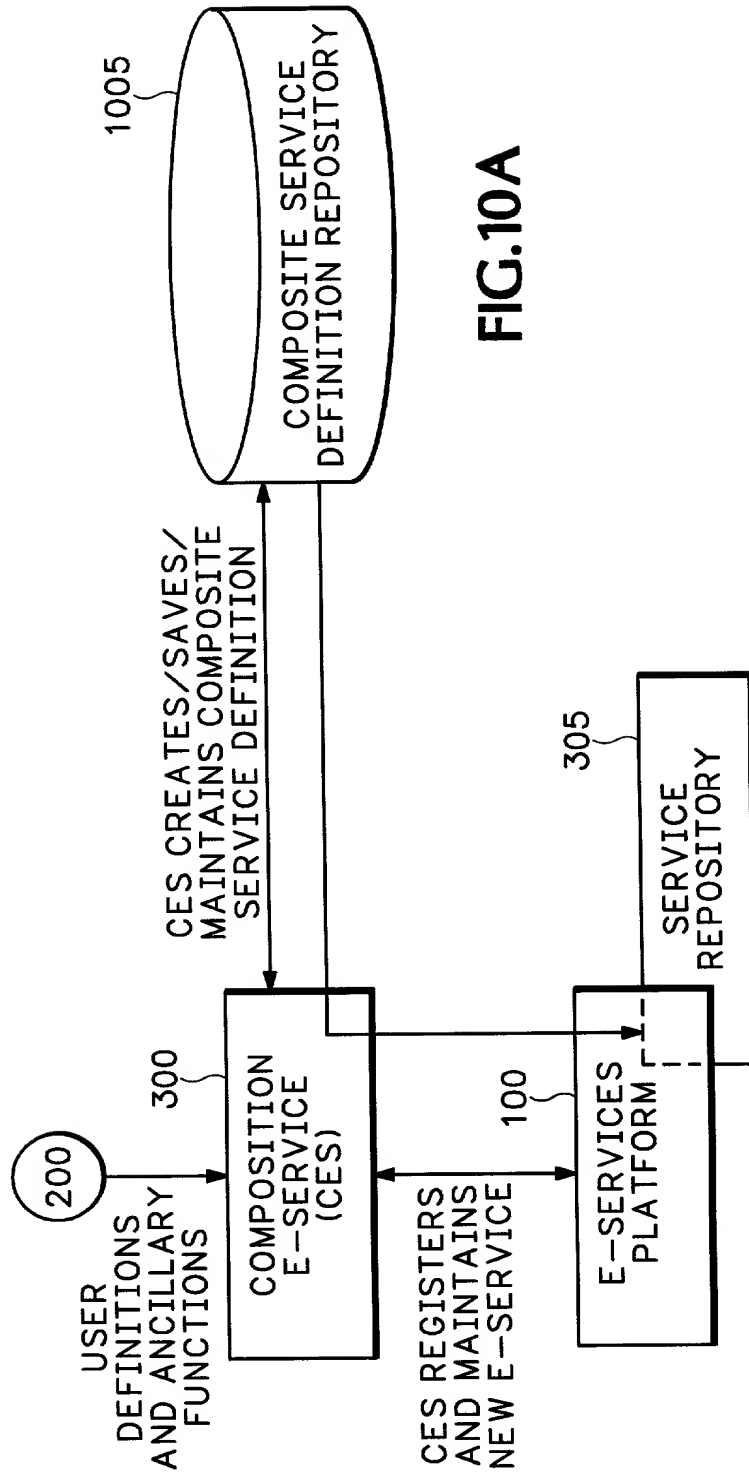 200
USER
DEFINITIONS
AND ANCILLARY
FUNCTIONS
300
COMPOSITION
E-SERVICE
(CES)
CES CREATES/SAVES/
MAINTAINS COMPOSITE
SERVICE DEFINITION
1005
COMPOSITE SERVICE
DEFINITION REPOSITORY
CES REGISTERS
AND MAINTAINS
NEW E-SERVICE
100
E-SERVICES
PLATFORM
305
SERVICE
REPOSITORY
FIG.10A